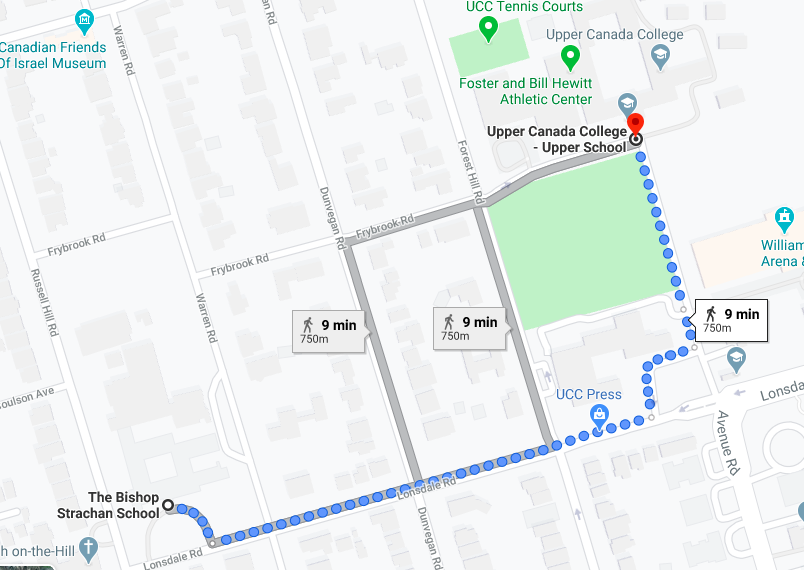 UCC Tennis Courts
Canadian Friends
Of Israel Museum
Warren Rd
Upper Canada College
Foster and Bill Hewitt
Athletic Center
Upper Canada College
- Upper School
Forest Hill Rd
Dunvegan Rd
Frybrook Rd
William
Arena &
Frybrook Rd
Frybrook Rd
Russell Hill Rd
Warren Rd
9 min
750m
9 min
750m
9 min
750m
oulson Ave
UCC Press
Lonsda
Avenue Rd
The Bishop
Strachan School
Lonsdale Rd
Dunvegan Rd
h on-the-Hill
Lonsdale Rd